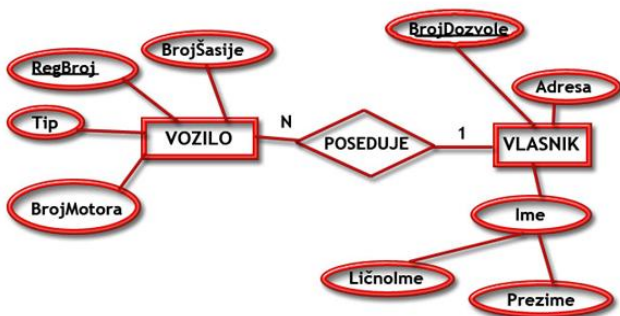 BrojDozvole
BrojŠasije
RegBroj
Adresa
Tip
VOZILO
N
POSEDUJE
1
VLASNIK
BrojMotora
Ime
LičnoIme
Prezime